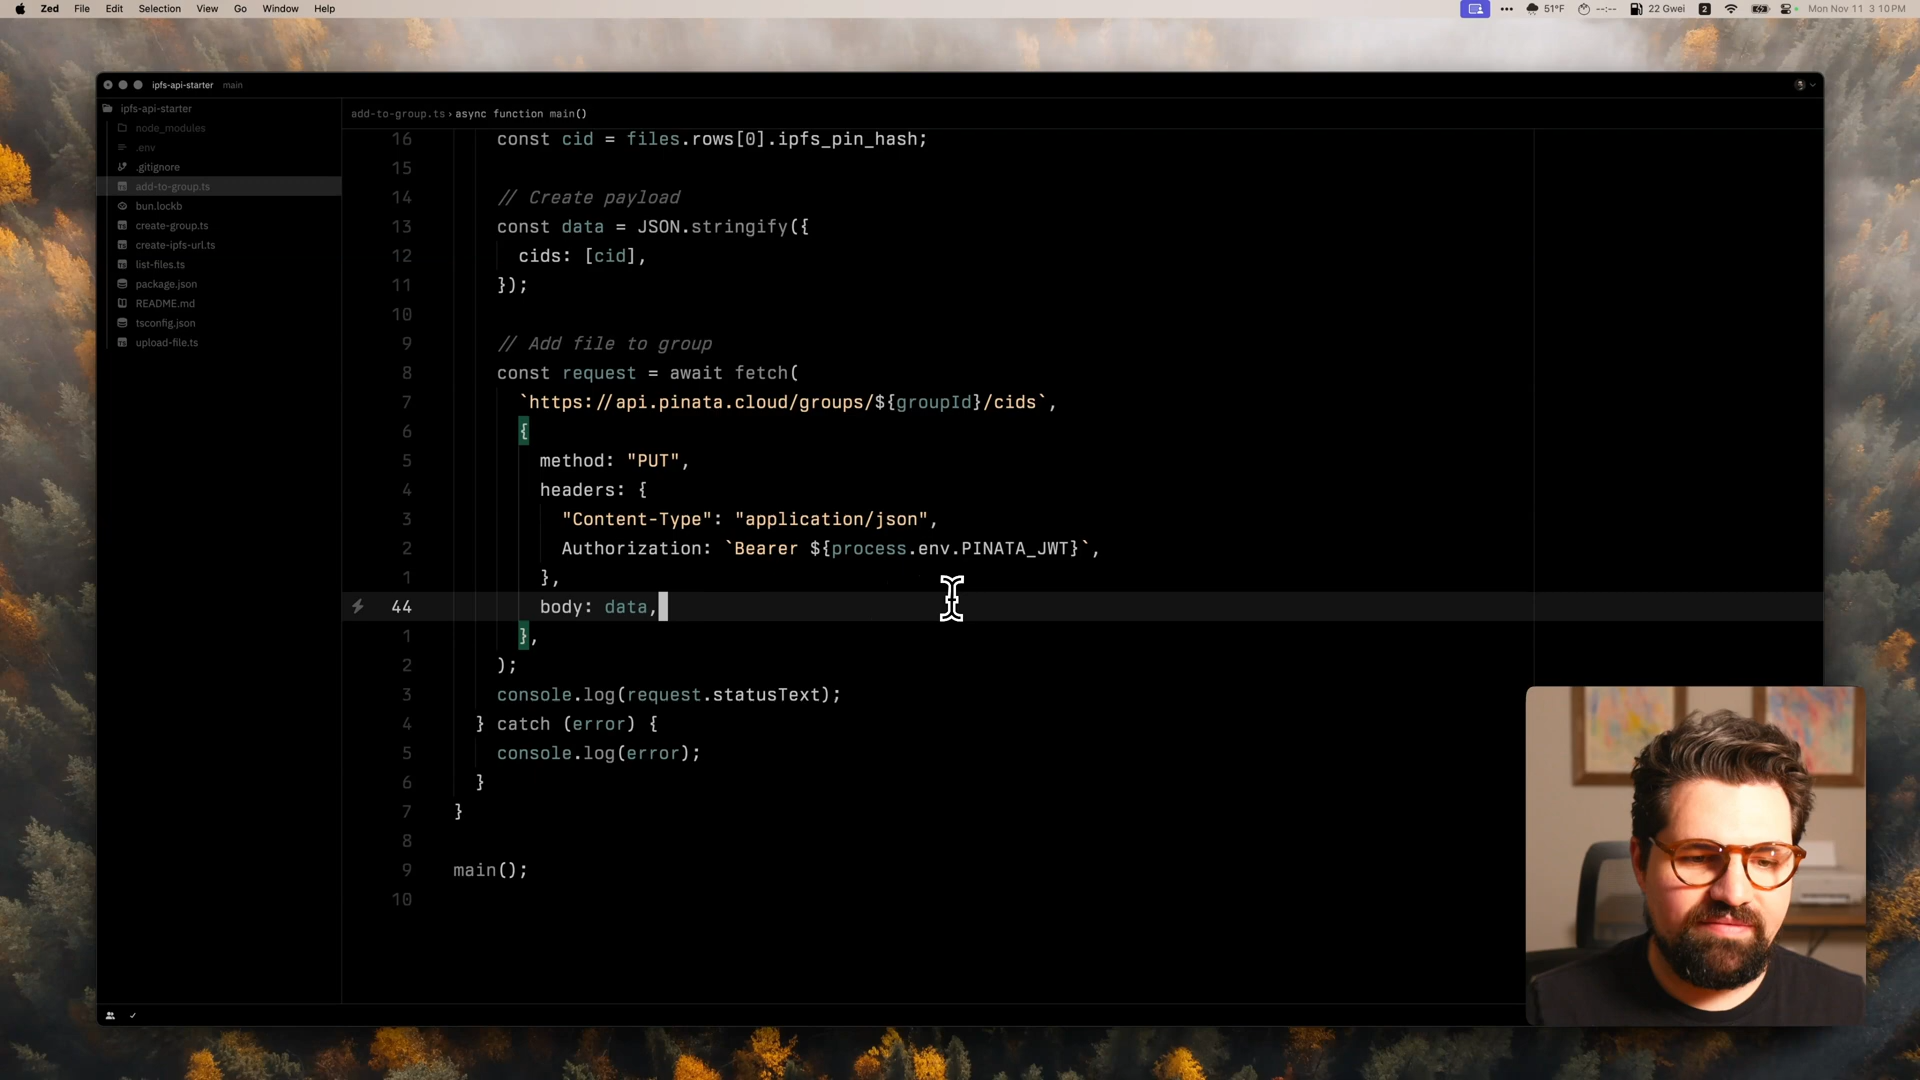 Zed File Edit Selection View Go Window Help
51°F --:-- 22 Gwei 2 Mon Nov 11 3 10 PM
ipfs-api-starter main
ipfs-api-starter
node_modules
.env
.gitignore
add-to-group.ts
bun.lockb
create-group.ts
create-ipfs-url.ts
list-files.ts
package.json
README.md
tsconfig.json
upload-file.ts
add-to-group.ts › async function main()
16 const cid = files.rows[0].ipfs_pin_hash;
15
14 // Create payload
13 const data = JSON.stringify({
12 cids: [cid],
11 });
10
9 // Add file to group
8 const request = await fetch(
7 `https://api.pinata.cloud/groups/${groupId}/cids`,
6 {
5 method: "PUT",
4 headers: {
3 "Content-Type": "application/json",
2 Authorization: `Bearer ${process.env.PINATA_JWT}`,
1 },
44 body: data,
1 },
2 );
3 console.log(request.statusText);
4 } catch (error) {
5 console.log(error);
6 }
7 }
8
9 main();
10